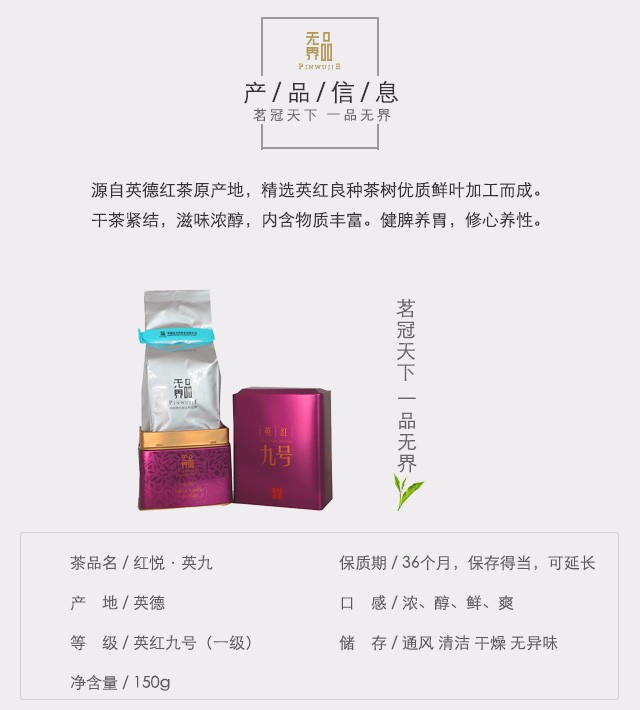 无品界
PINWUJIE
产/品/信/息
茗冠天下 一品无界
源自英德红茶原产地，精选英红良种茶树优质鲜叶加工而成。
干茶紧结，滋味浓醇，内含物质丰富。健脾养胃，修心养性。
茗冠天下 一品无界
无品界
PINWUJIE
英红
九号
茶品名 / 红悦·英九
保质期 / 36个月，保存得当，可延长
产 地 / 英德
口 感 / 浓、醇、鲜、爽
等 级 / 英红九号（一级）
储 存 / 通风 清洁 干燥 无异味
净含量 / 150g